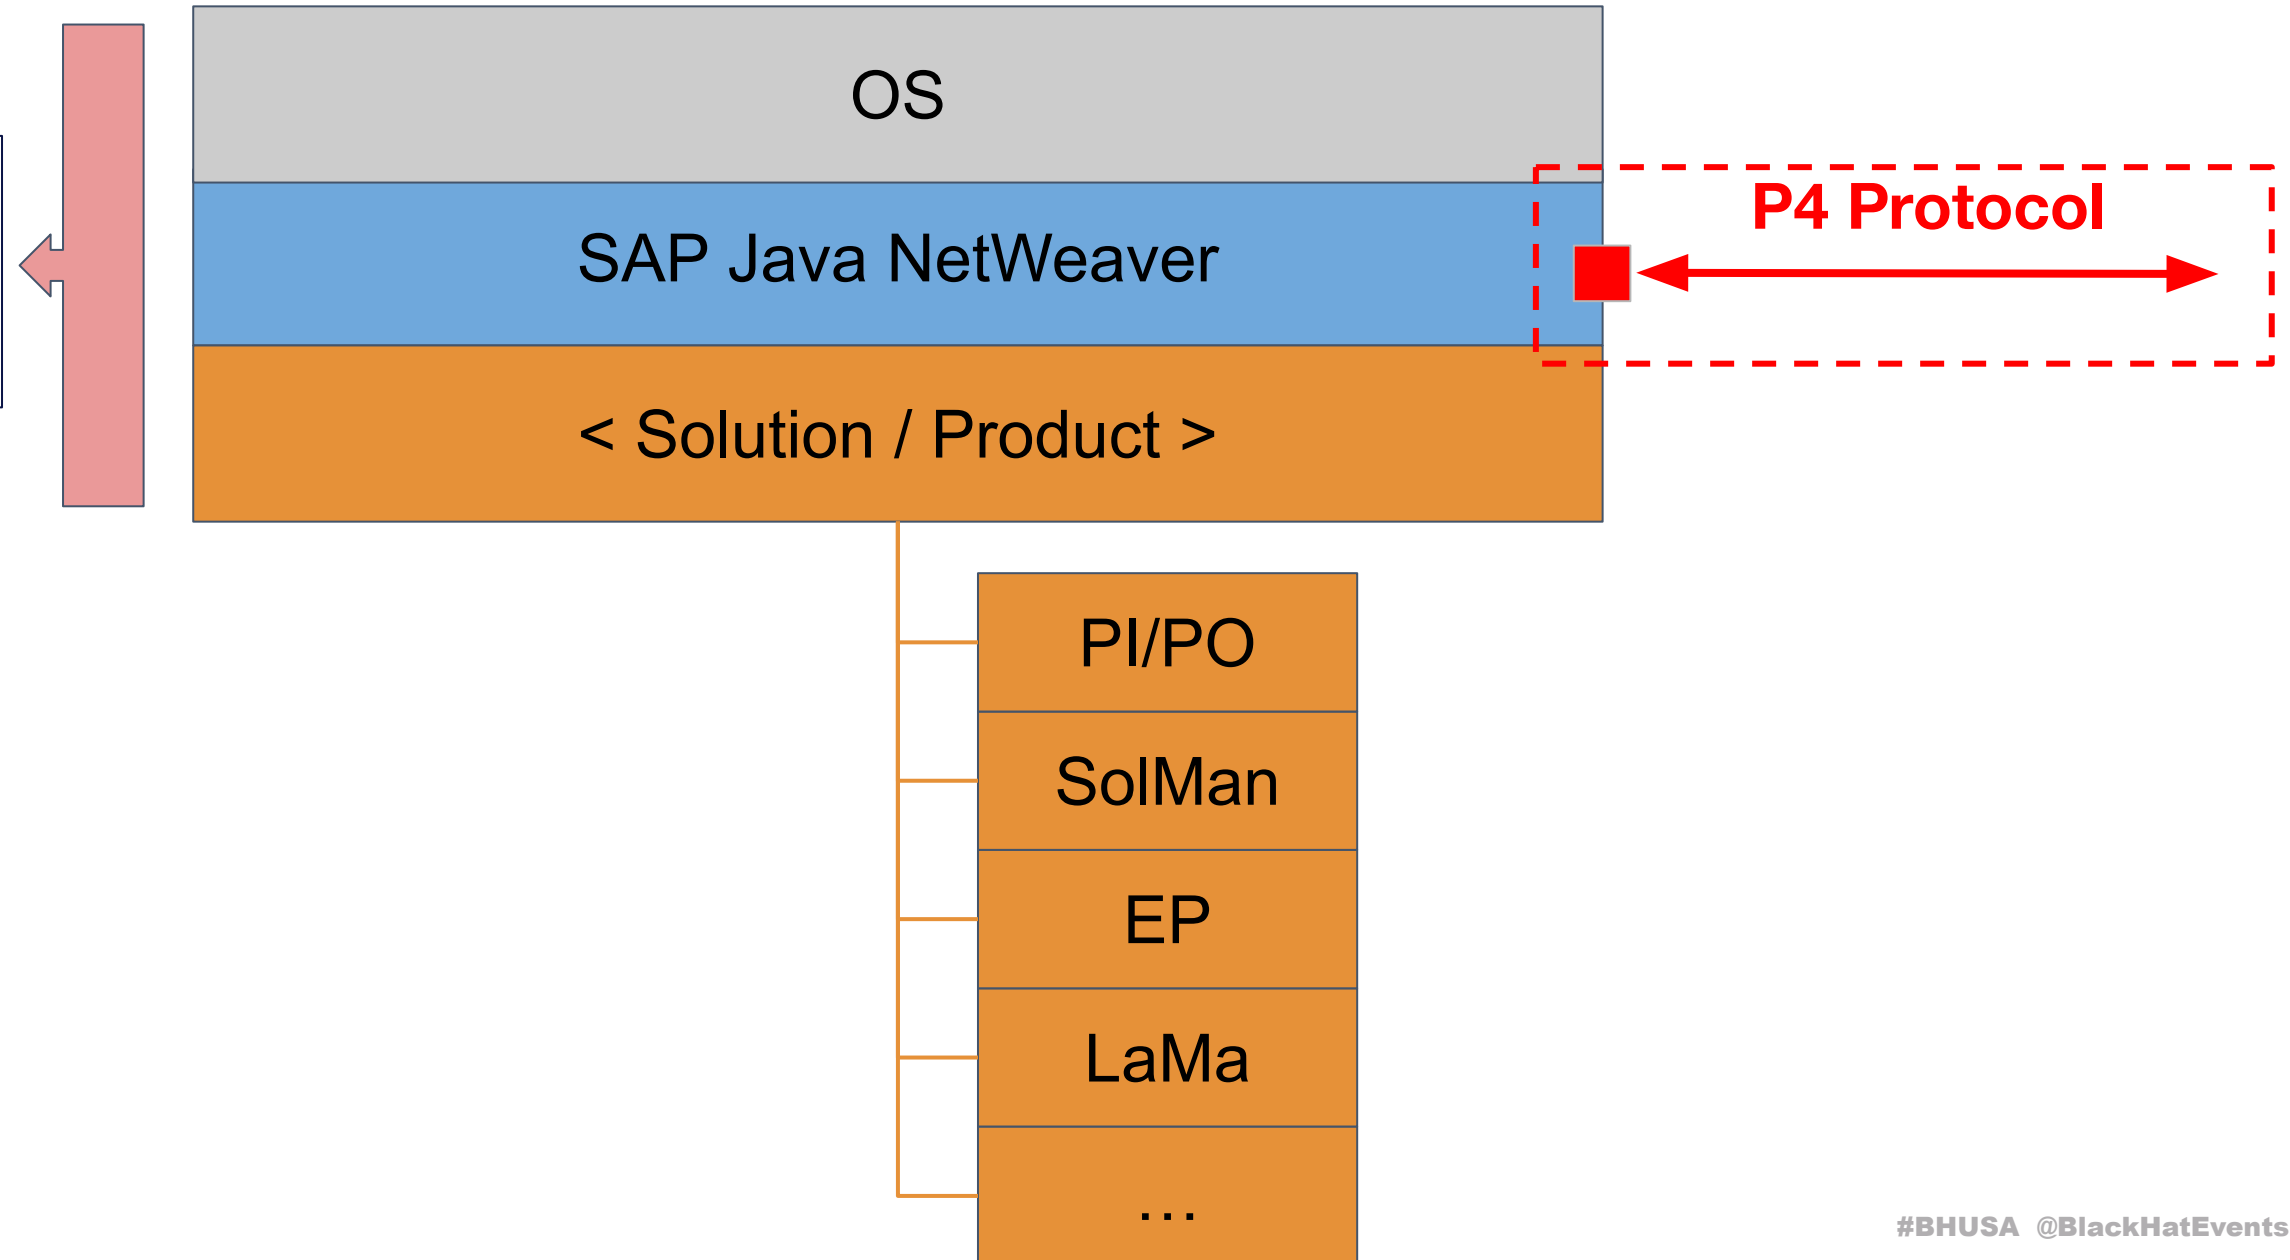 OS
SAP Java NetWeaver
P4 Protocol
< Solution / Product >
PI/PO
SolMan
EP
LaMa
...
#BHUSA @BlackHatEvents